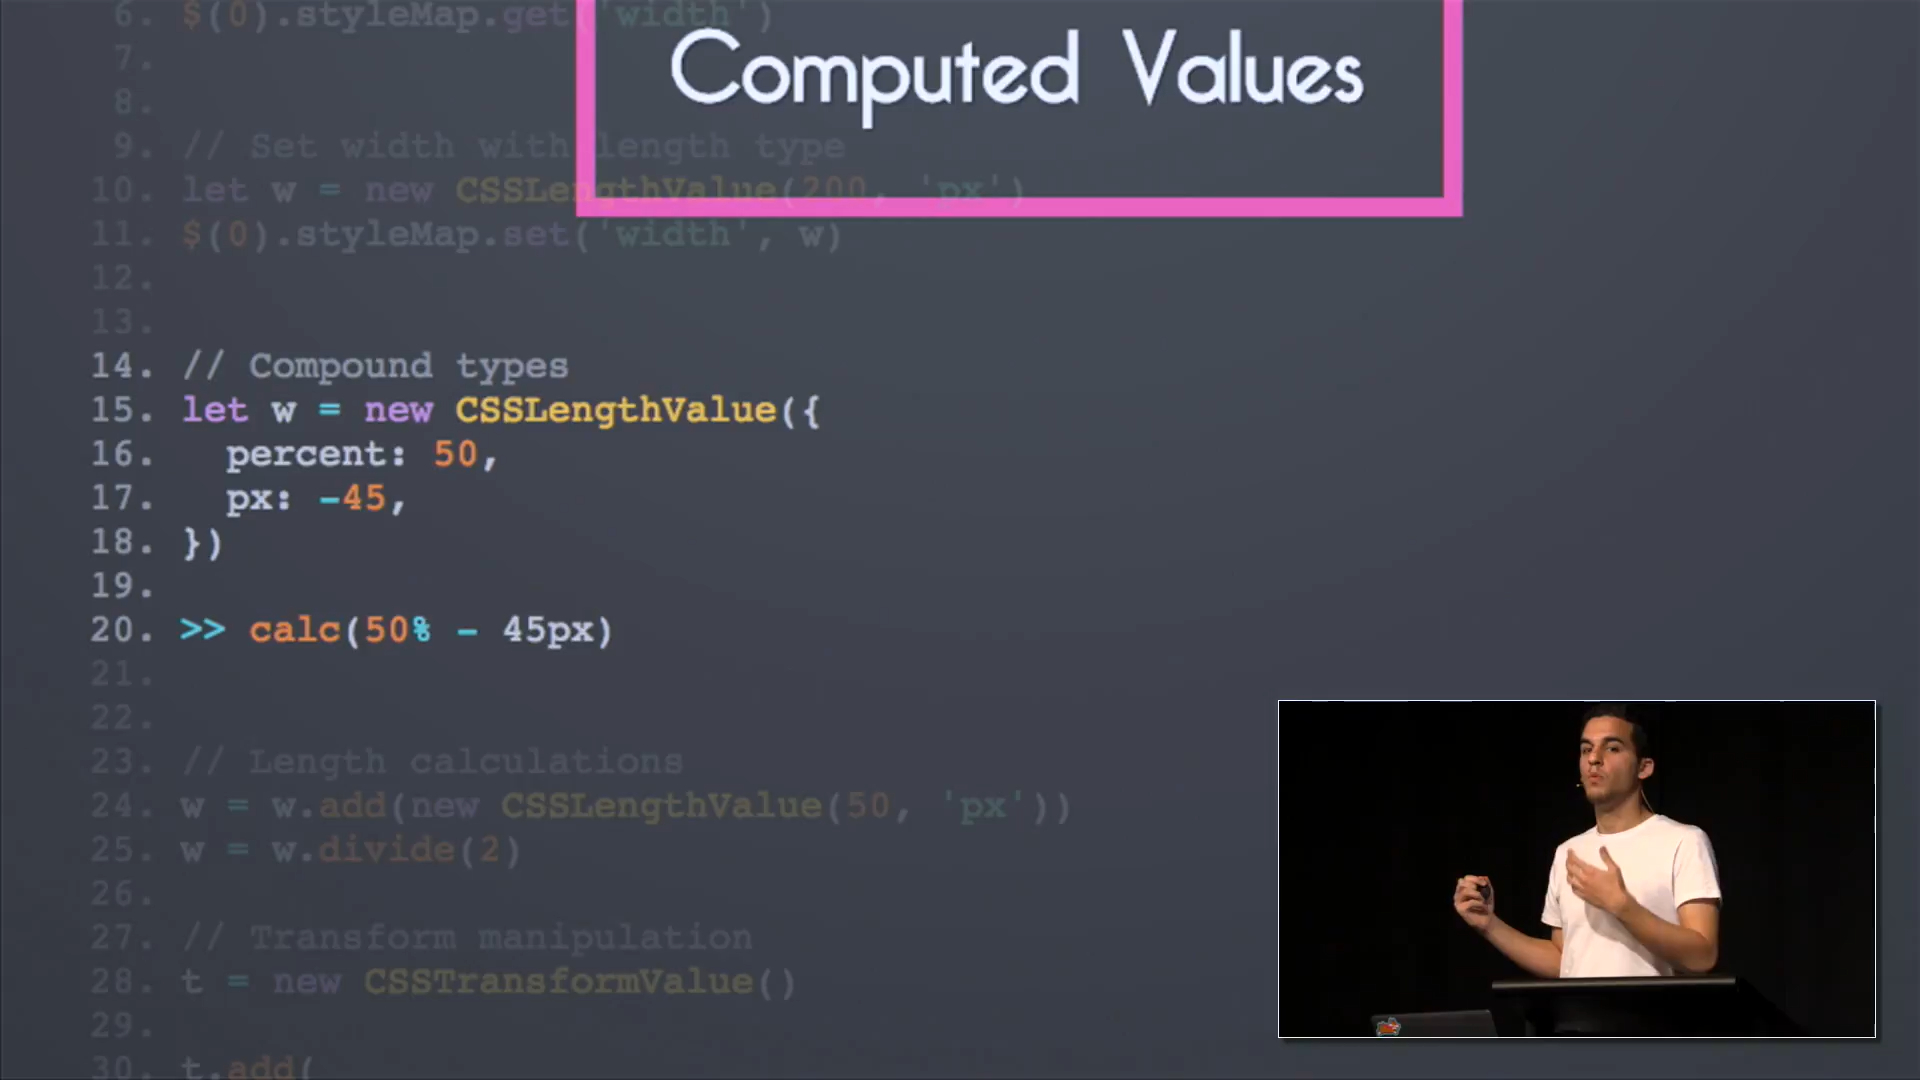 Computed Values
6. $(0).styleMap.get('width')
7.
8.
9. // Set width with length type
10. let w = new CSSLengthValue(200, 'px')
11. $(0).styleMap.set('width', w)
12.
13.
14. // Compound types
15. let w = new CSSLengthValue({
16. percent: 50,
17. px: -45,
18. })
19.
20. >> calc(50% - 45px)
21.
22.
23. // Length calculations
24. w = w.add(new CSSLengthValue(50, 'px'))
25. w = w.divide(2)
26.
27. // Transform manipulation
28. t = new CSSTransformValue()
29.
30. t.add(